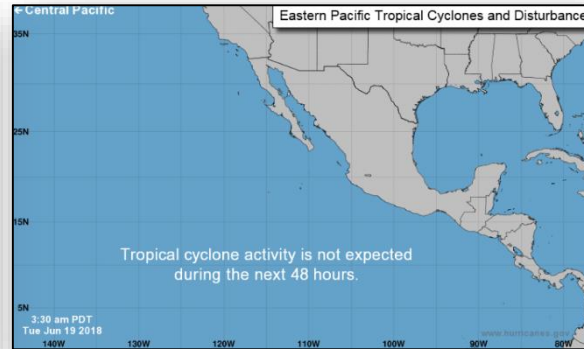 ← Central Pacific
Eastern Pacific Tropical Cyclones and Disturbance
35N
25N
15N
5N
Tropical cyclone activity is not expected
during the next 48 hours.
3:30 am PDT
Tue Jun 19 2018
www.hurricanes.gov
140W 130W 120W 110W 100W 90W 80W